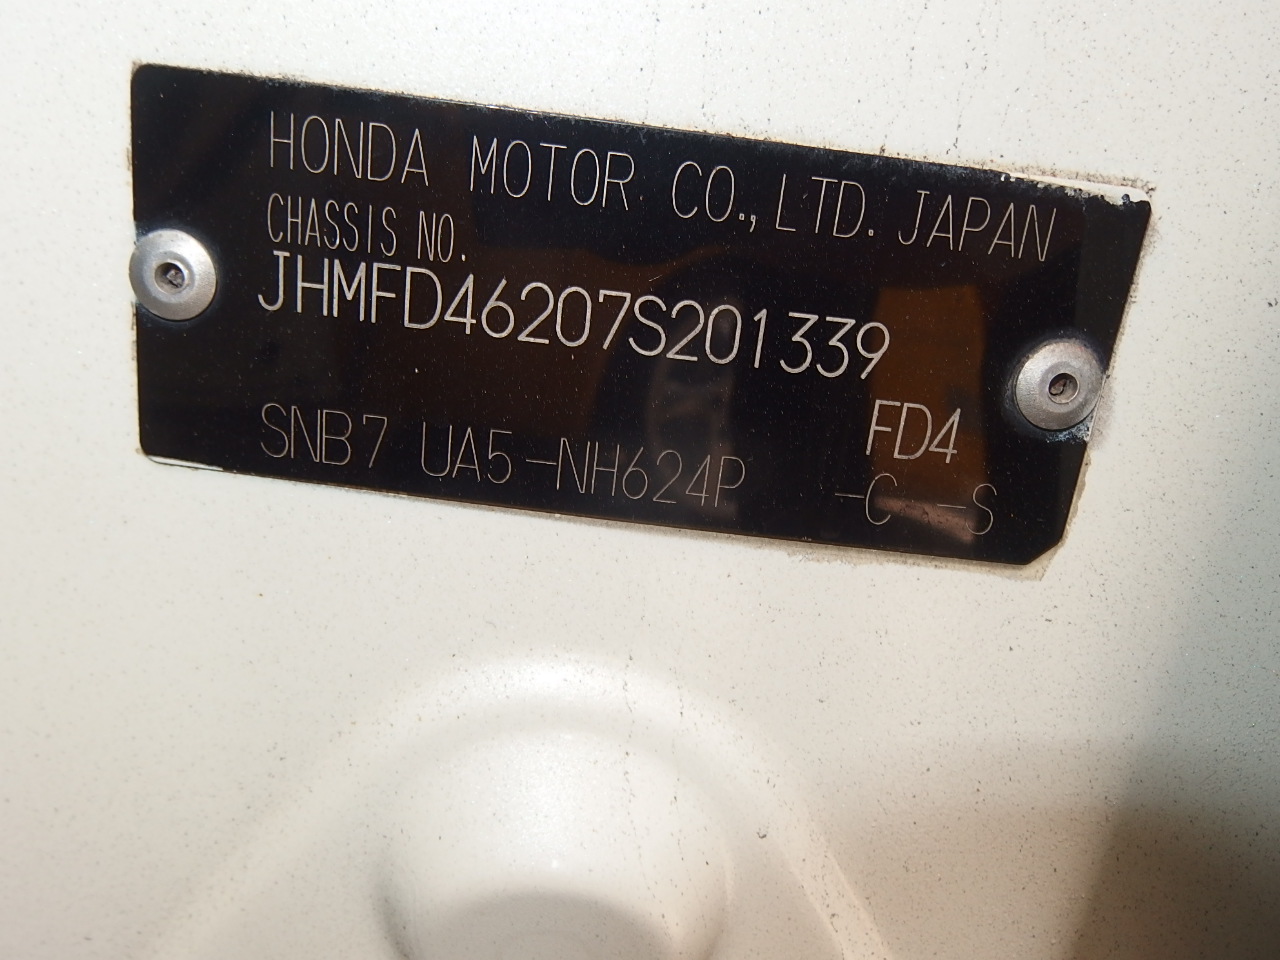 HONDA MOTOR CO., LTD. JAPAN
CHASSIS NO.
JHMFD46207S201339
FD4
SNB7 UA5-NH624P -C --S